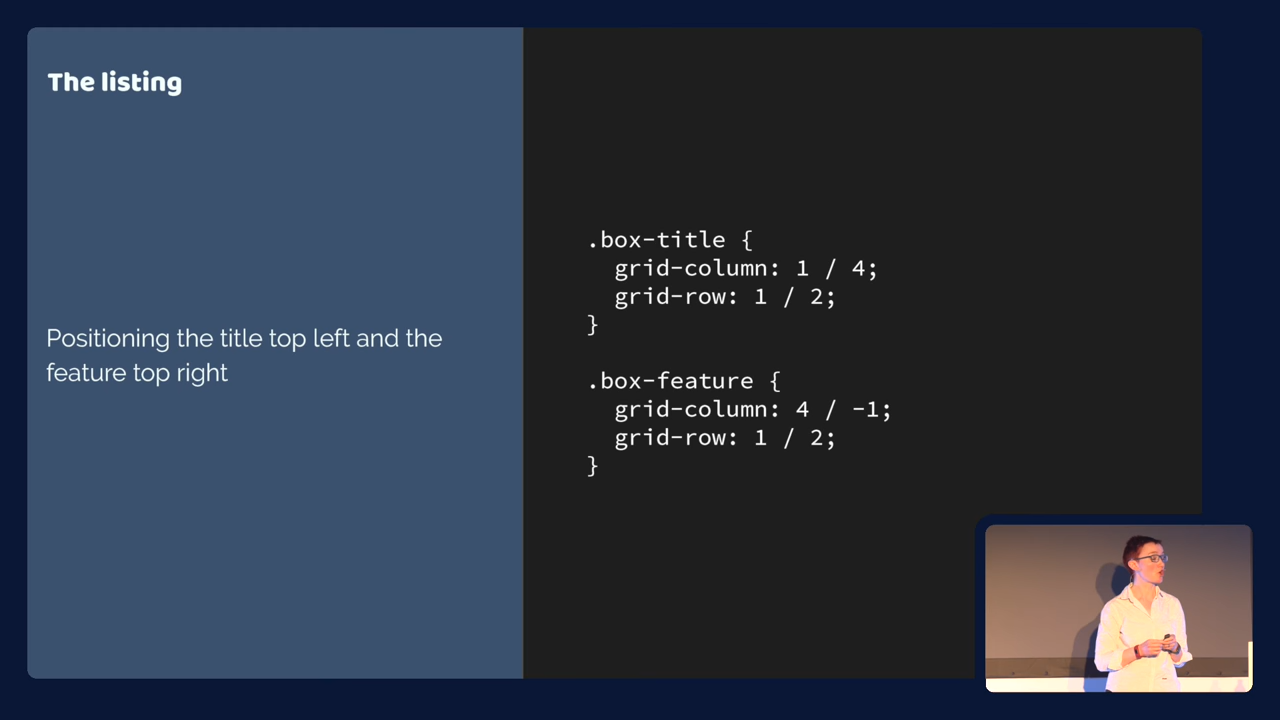 The listing
Positioning the title top left and the
feature top right
.box-title {
  grid-column: 1 / 4;
  grid-row: 1 / 2;
}
.box-feature {
  grid-column: 4 / -1;
  grid-row: 1 / 2;
}